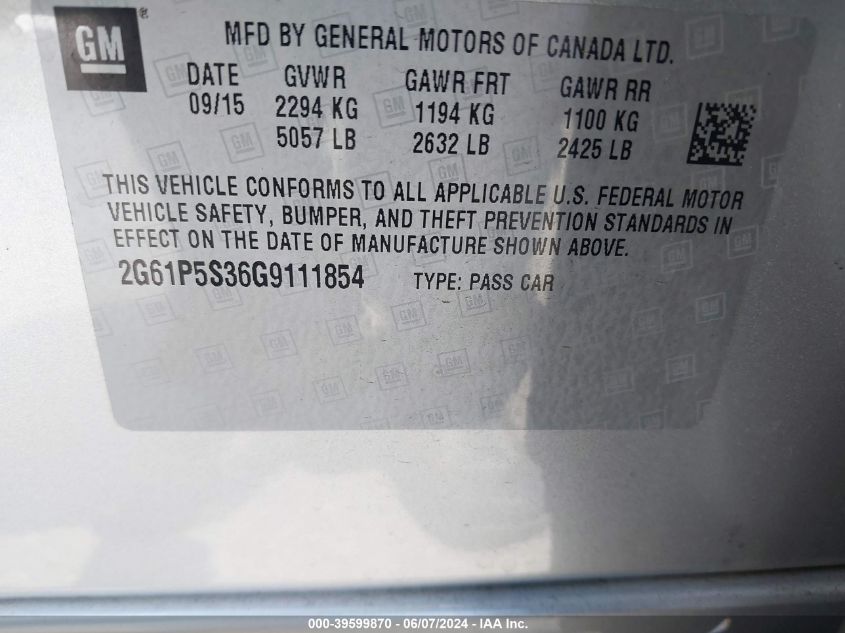 GM ®
MFD BY GENERAL MOTORS OF CANADA LTD.
DATE GVWR GAWR FRT GAWR RR
09/15 2294 KG 1194 KG 1100 KG
5057 LB 2632 LB 2425 LB
THIS VEHICLE CONFORMS TO ALL APPLICABLE U.S. FEDERAL MOTOR
VEHICLE SAFETY, BUMPER, AND THEFT PREVENTION STANDARDS IN
EFFECT ON THE DATE OF MANUFACTURE SHOWN ABOVE.
2G61P5S36G9111854 TYPE: PASS CAR
000-39599870 - 06/07/2024 - IAA Inc.